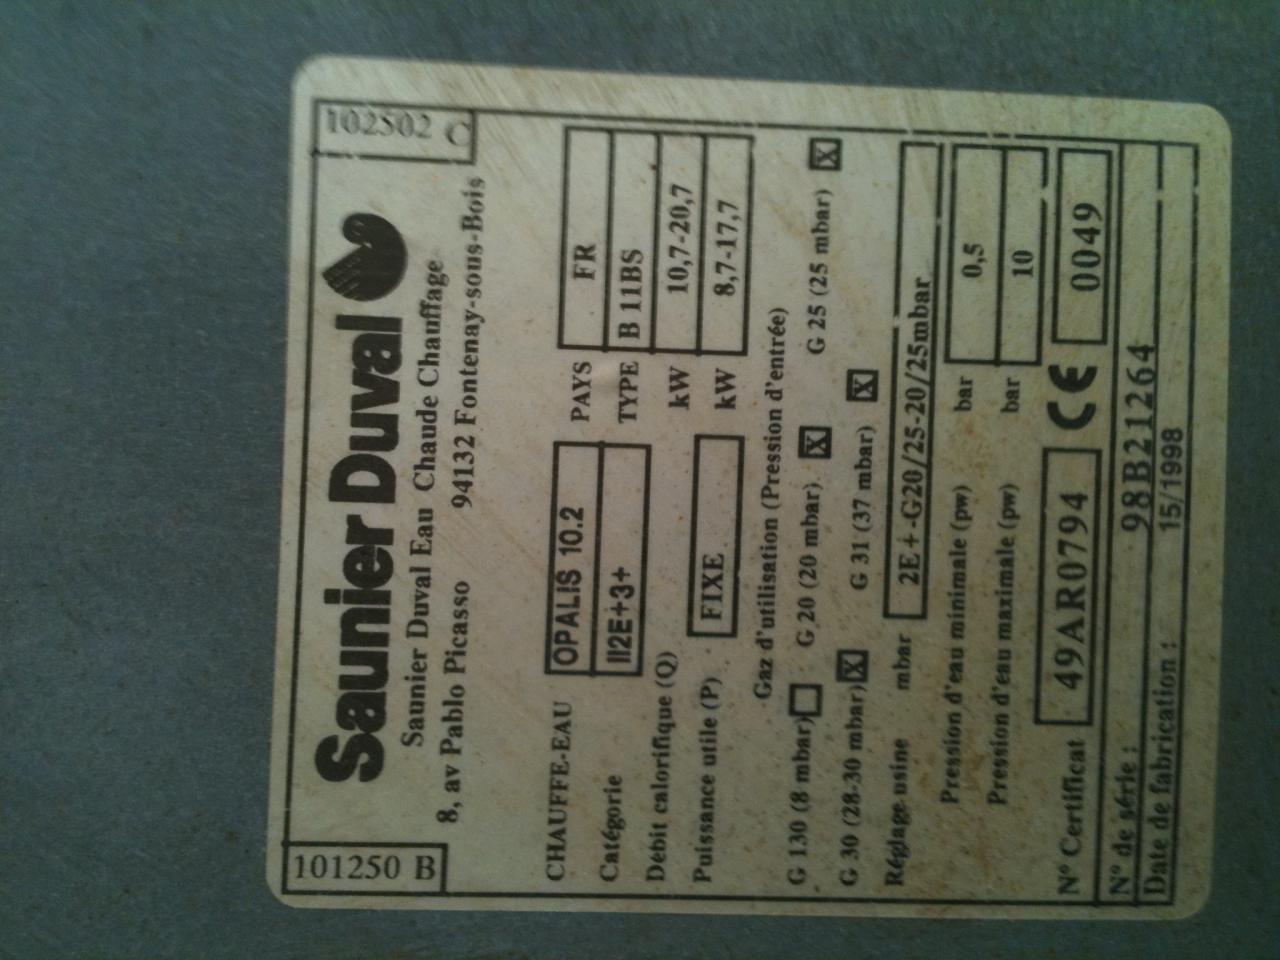 101250 B
102502 C
Saunier Duval
Saunier Duval Eau Chaude Chauffage
8, av Pablo Picasso 94132 Fontenay-sous-Bois
CHAUFFE-EAU OPALIS 10.2 PAYS FR
Catégorie II2E+3+ TYPE B 11BS
Débit calorifique (Q) kW 10,7-20,7
Puissance utile (P) FIXE kW 8,7-17,7
Gaz d'utilisation (Pression d'entrée)
G 130 (8 mbar) G 20 (20 mbar) X G 25 (25 mbar) X
G 30 (28-30 mbar) X G 31 (37 mbar) X
Réglage usine mbar 2E+-G20/25-20/25mbar
Pression d'eau minimale (pw) bar 0,5
Pression d'eau maximale (pw) bar 10
N° Certificat 49AR0794 CE 0049
N° de série : 98B211264
Date de fabrication : 15/1998